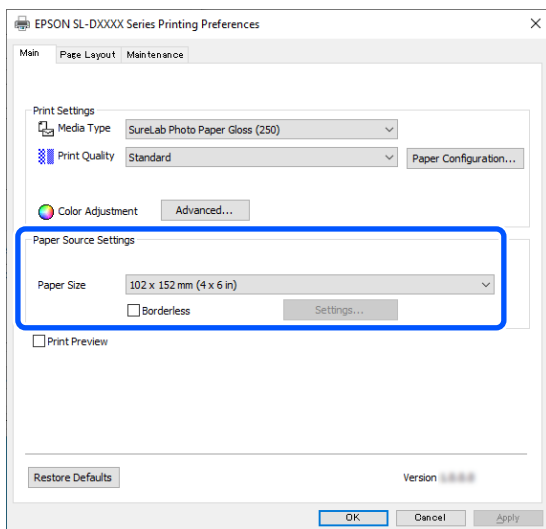 EPSON SL-DXXXX Series Printing Preferences
Main Page Layout Maintenance
Print Settings
Media Type SureLab Photo Paper Gloss (250)
Print Quality Standard Paper Configuration...
Color Adjustment Advanced...
Paper Source Settings
Paper Size 102 x 152 mm (4 x 6 in)
Borderless Settings...
Print Preview
Restore Defaults Version
OK Cancel Apply